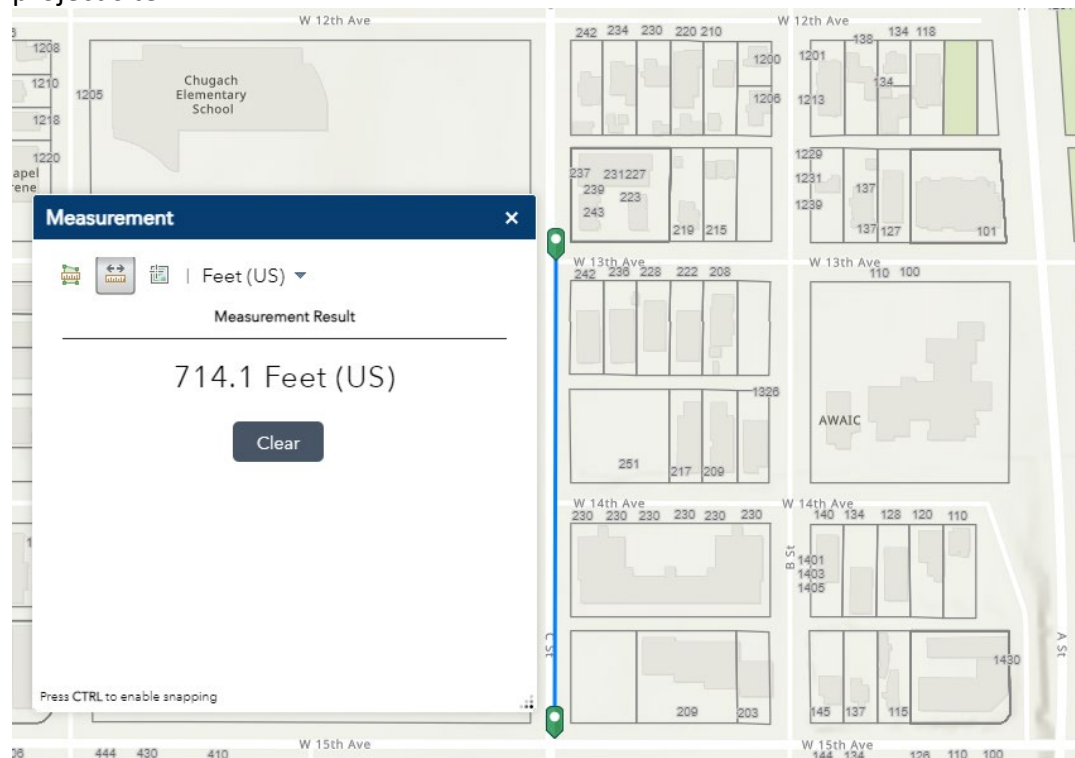 W 12th Ave
W 12th Ave
242 234 230 220 210
138 134 118
1208
1200 1201
Chugach
Elementary
School
1210
1205
134
1206 1213
1218
1220
1229
237 231227
1231
239 223
137
1239
243
219 215
137 127 101
Measurement ×
W 13th Ave
W 13th Ave
242 236 228 222 208
110 100
Feet (US)
Measurement Result
714.1 Feet (US)
Clear
1326
AWAIC
251
217 209
W 14th Ave
W 14th Ave
230 230 230 230 230 230
140 134 128 120 110
B St
1401
1403
1405
C St
A St
1430
Press CTRL to enable snapping
209 203
145 137 115
W 15th Ave
W 15th Ave
444 430 410
144 134 126 110 100